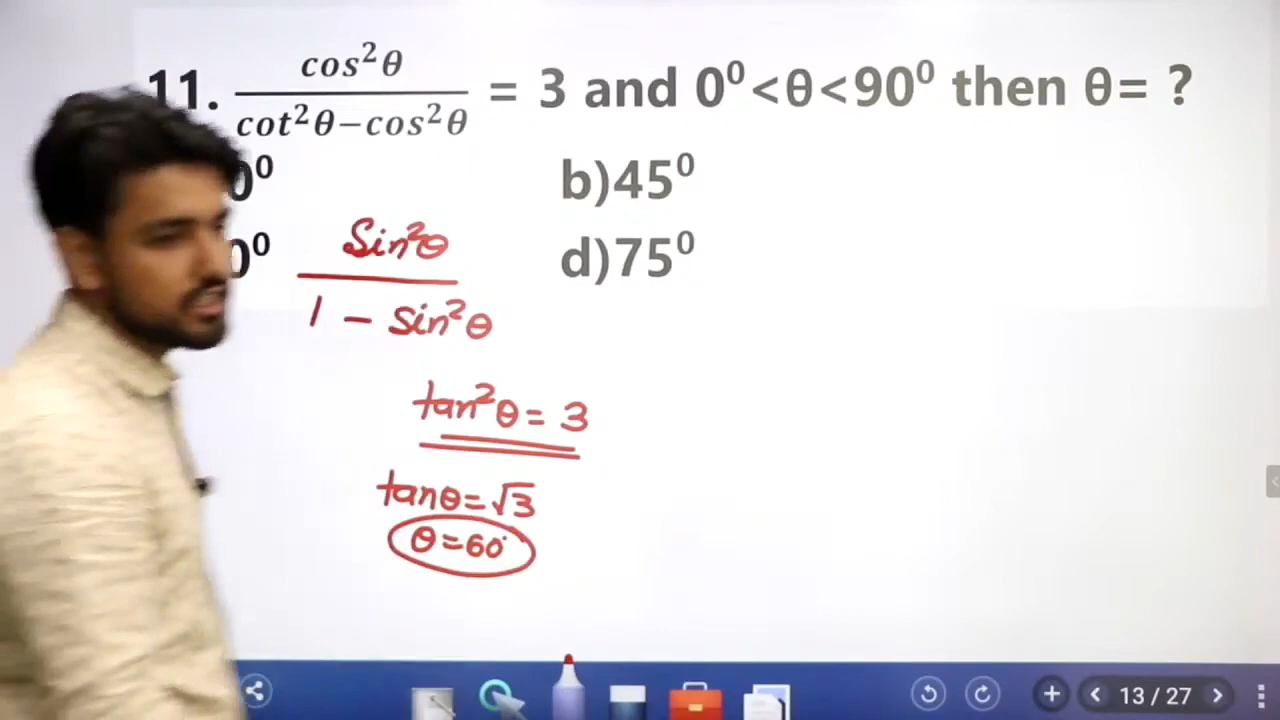 11. cos²θ / cot²θ−cos²θ = 3 and 0⁰<θ<90⁰ then θ= ?
0⁰ b)45⁰
0⁰ d)75⁰
Sin²θ / 1 − sin²θ
tan²θ = 3
tanθ=√3
θ=60°
13 / 27